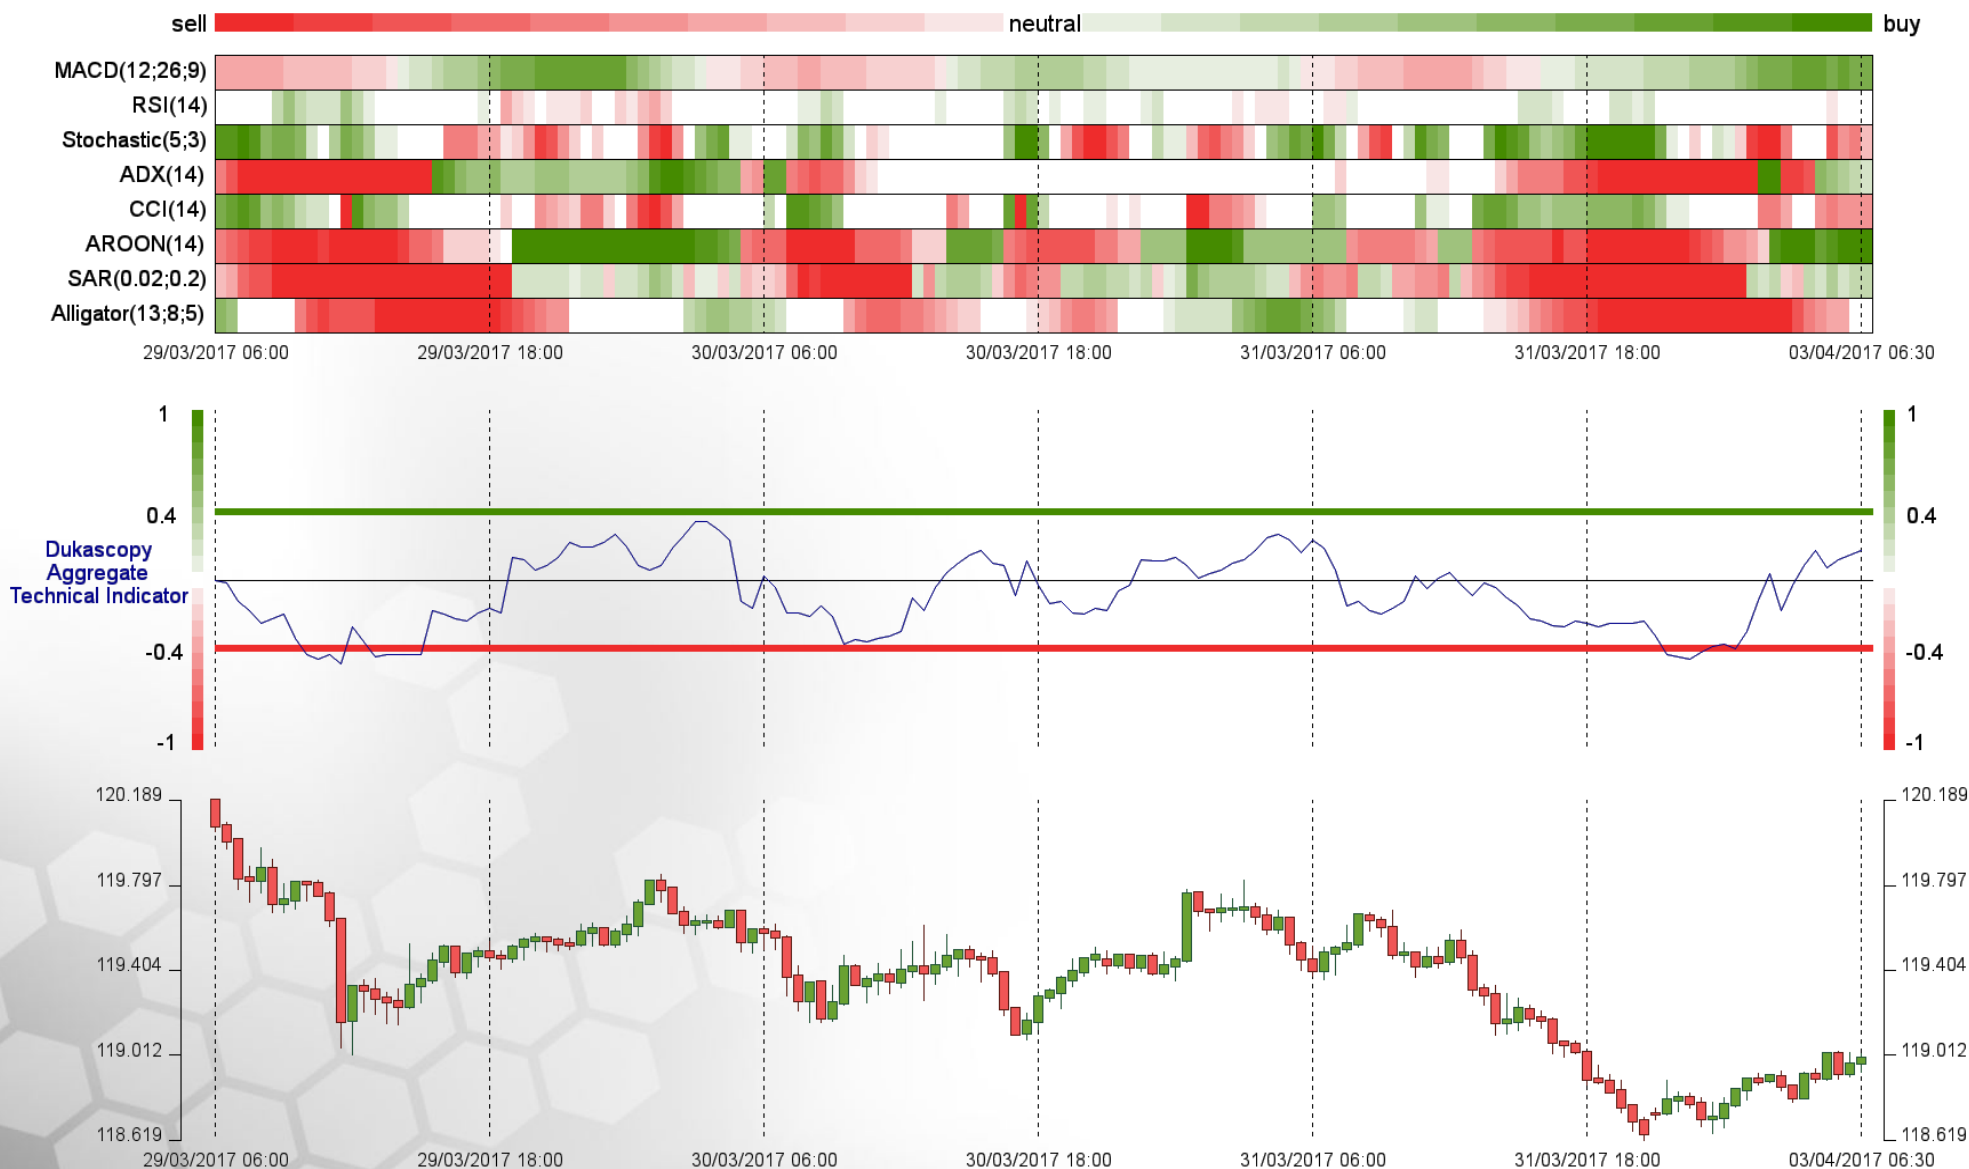 sell neutral buy
MACD(12;26;9)
RSI(14)
Stochastic(5;3)
ADX(14)
CCI(14)
AROON(14)
SAR(0.02;0.2)
Alligator(13;8;5)
29/03/2017 06:00 29/03/2017 18:00 30/03/2017 06:00 30/03/2017 18:00 31/03/2017 06:00 31/03/2017 18:00 03/04/2017 06:30
1 1
0.4 0.4
Dukascopy
Aggregate
Technical Indicator
-0.4 -0.4
-1 -1
120.189 120.189
119.797 119.797
119.404 119.404
119.012 119.012
118.619 118.619
29/03/2017 06:00 29/03/2017 18:00 30/03/2017 06:00 30/03/2017 18:00 31/03/2017 06:00 31/03/2017 18:00 03/04/2017 06:30